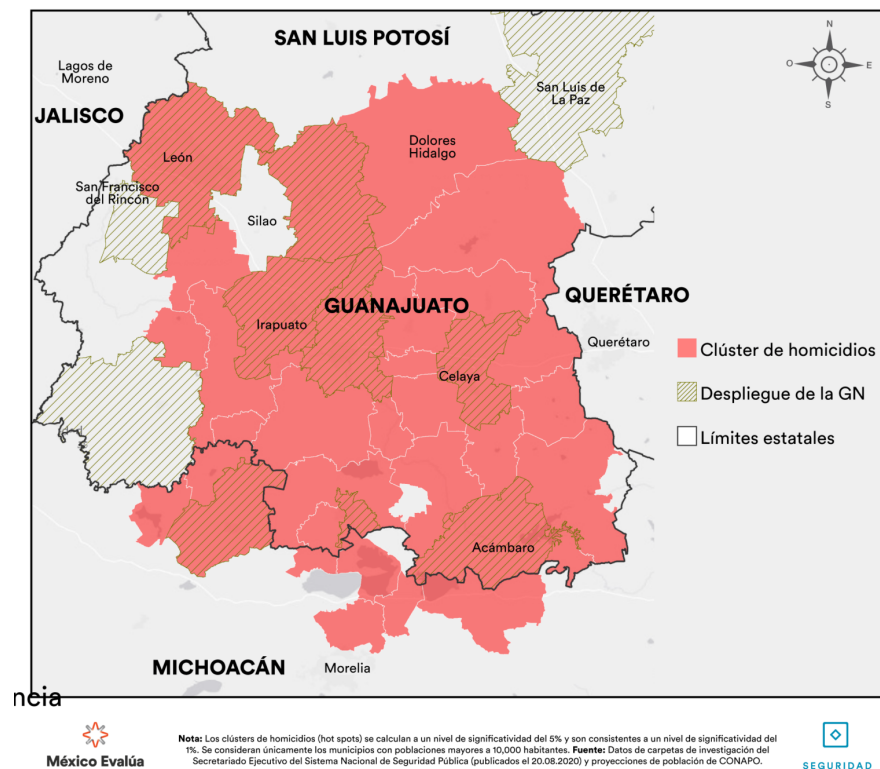 SAN LUIS POTOSÍ
N
O
E
S
Lagos de
Moreno
San Luis de
La Paz
JALISCO
Dolores
Hidalgo
León
San Francisco
del Rincón
Silao
QUERÉTARO
GUANAJUATO
Irapuato
Querétaro
Clúster de homicidios
Celaya
Despliegue de la GN
Límites estatales
Acámbaro
MICHOACÁN
Morelia
ncia
México Evalúa
Nota: Los clústers de homicidios (hot spots) se calculan a un nivel de significatividad del 5% y son consistentes a un nivel de significatividad del
1%. Se consideran únicamente los municipios con poblaciones mayores a 10,000 habitantes. Fuente: Datos de carpetas de investigación del
Secretariado Ejecutivo del Sistema Nacional de Seguridad Pública (publicados el 20.08.2020) y proyecciones de población de CONAPO.
SEGURIDAD